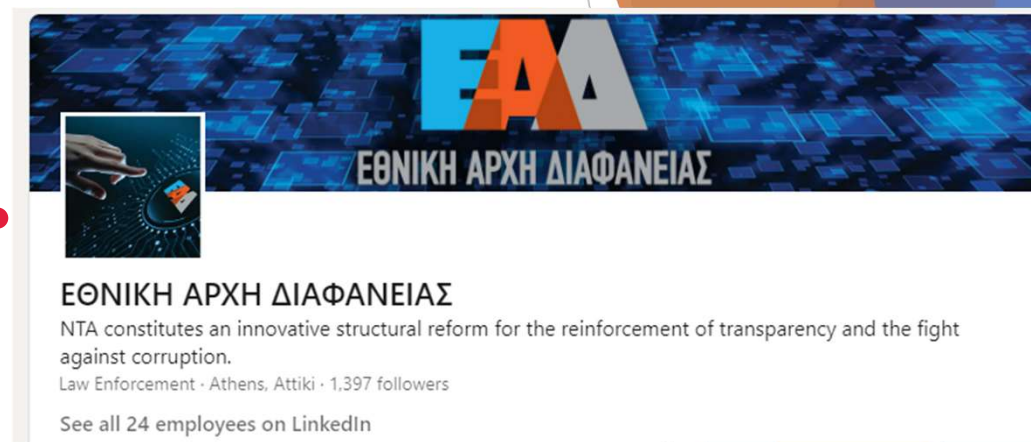 ΕΑΔ
ΕΘΝΙΚΗ ΑΡΧΗ ΔΙΑΦΑΝΕΙΑΣ
ΕΘΝΙΚΗ ΑΡΧΗ ΔΙΑΦΑΝΕΙΑΣ
NTA constitutes an innovative structural reform for the reinforcement of transparency and the fight
against corruption.
Law Enforcement · Athens, Attiki · 1,397 followers
See all 24 employees on LinkedIn